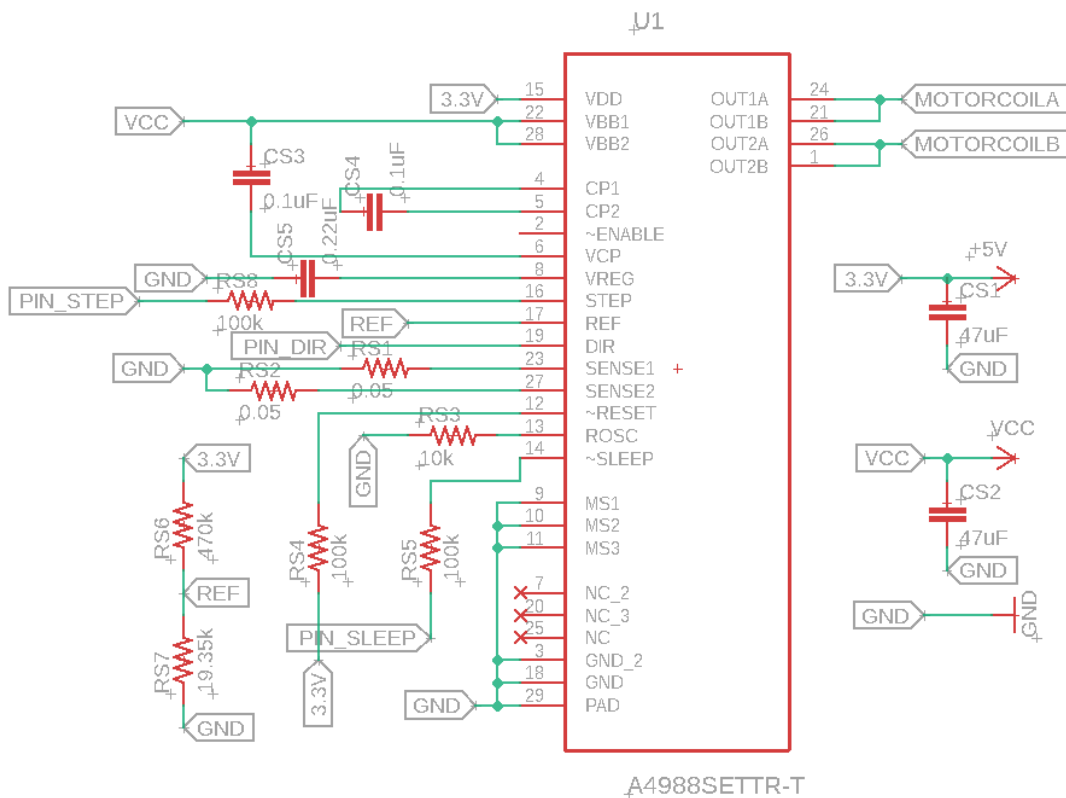 U1
3.3V
15
VDD
OUT1A
24
MOTORCOILA
VCC
22
VBB1
OUT1B
21
28
VBB2
OUT2A
26
MOTORCOILB
OUT2B
1
CS3
0.1uF
CS4
0.1uF
4
CP1
5
CP2
2
~ENABLE
6
VCP
CS5
0.22uF
GND
8
VREG
PIN_STEP
RS8
100k
16
STEP
REF
17
REF
PIN_DIR
19
DIR
GND
RS1
0.05
23
SENSE1
RS2
0.05
27
SENSE2
12
~RESET
RS3
10k
GND
13
ROSC
14
~SLEEP
9
MS1
10
MS2
11
MS3
7
NC_2
20
NC_3
25
NC
3
GND_2
18
GND
GND
29
PAD
3.3V
RS6
470k
REF
RS7
19.35k
GND
RS4
100k
3.3V
RS5
100k
PIN_SLEEP
+5V
3.3V
CS1
47uF
GND
VCC
VCC
CS2
47uF
GND
GND
GND
A4988SETTR-T